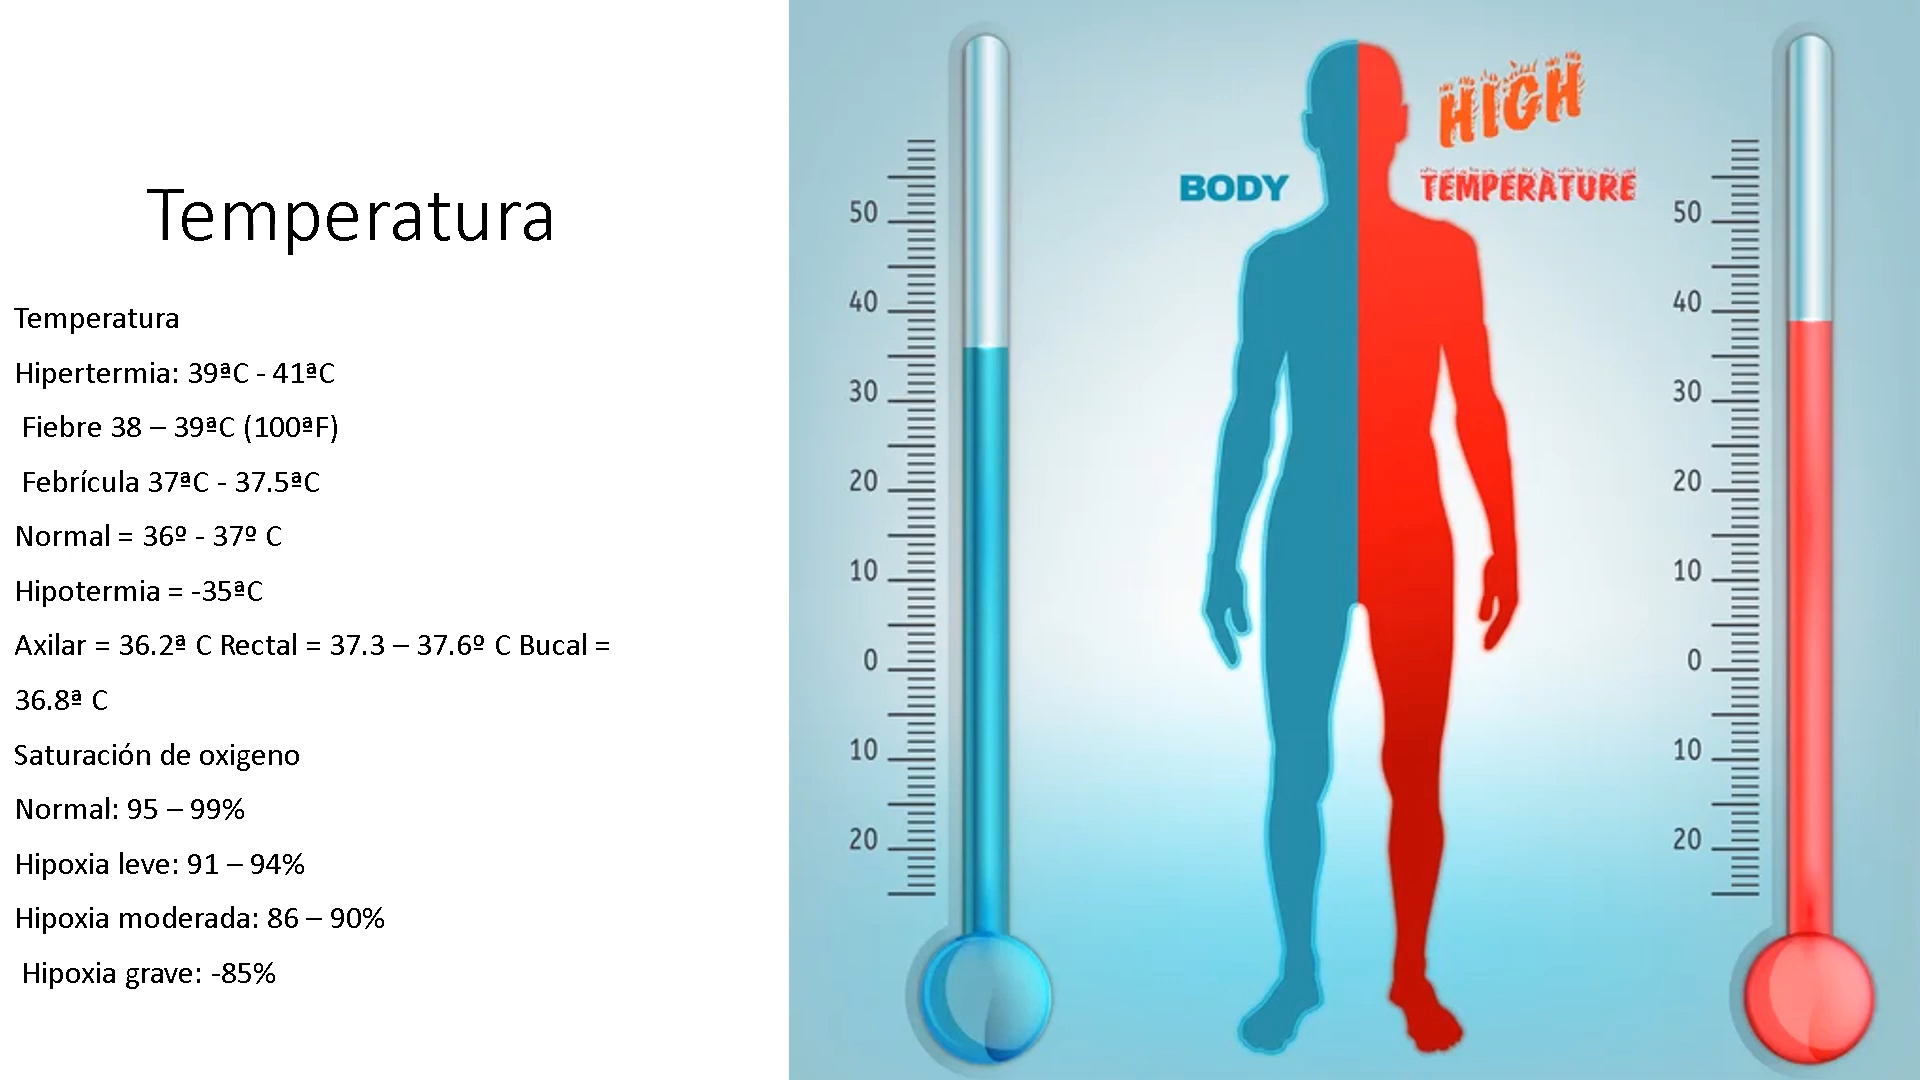 Temperatura
Temperatura
Hipertermia: 39ªC - 41ªC
Fiebre 38 – 39ªC (100ªF)
Febrícula 37ªC - 37.5ªC
Normal = 36º - 37º C
Hipotermia = -35ªC
Axilar = 36.2ª C Rectal = 37.3 – 37.6º C Bucal =
36.8ª C
Saturación de oxigeno
Normal: 95 – 99%
Hipoxia leve: 91 – 94%
Hipoxia moderada: 86 – 90%
Hipoxia grave: -85%
50
40
30
20
10
0
10
20
BODY
HIGH
TEMPERATURE
50
40
30
20
10
0
10
20